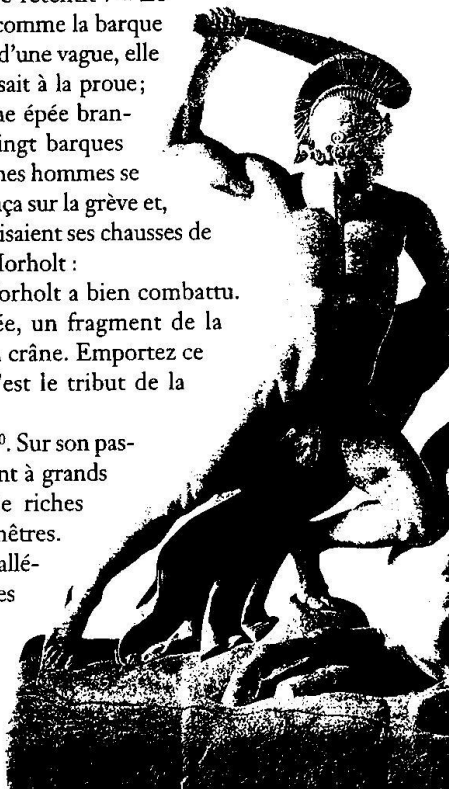 comme la barque
d'une vague, elle
sait à la proue;
ne épée bran-
ingt barques
nes hommes se
ça sur la grève et,
isaient ses chausses de
Morholt :
orholt a bien combattu.
ée, un fragment de la
crâne. Emportez ce
'est le tribut de la
Sur son pas-
nt à grands
e riches
nêtres.
allé-
es